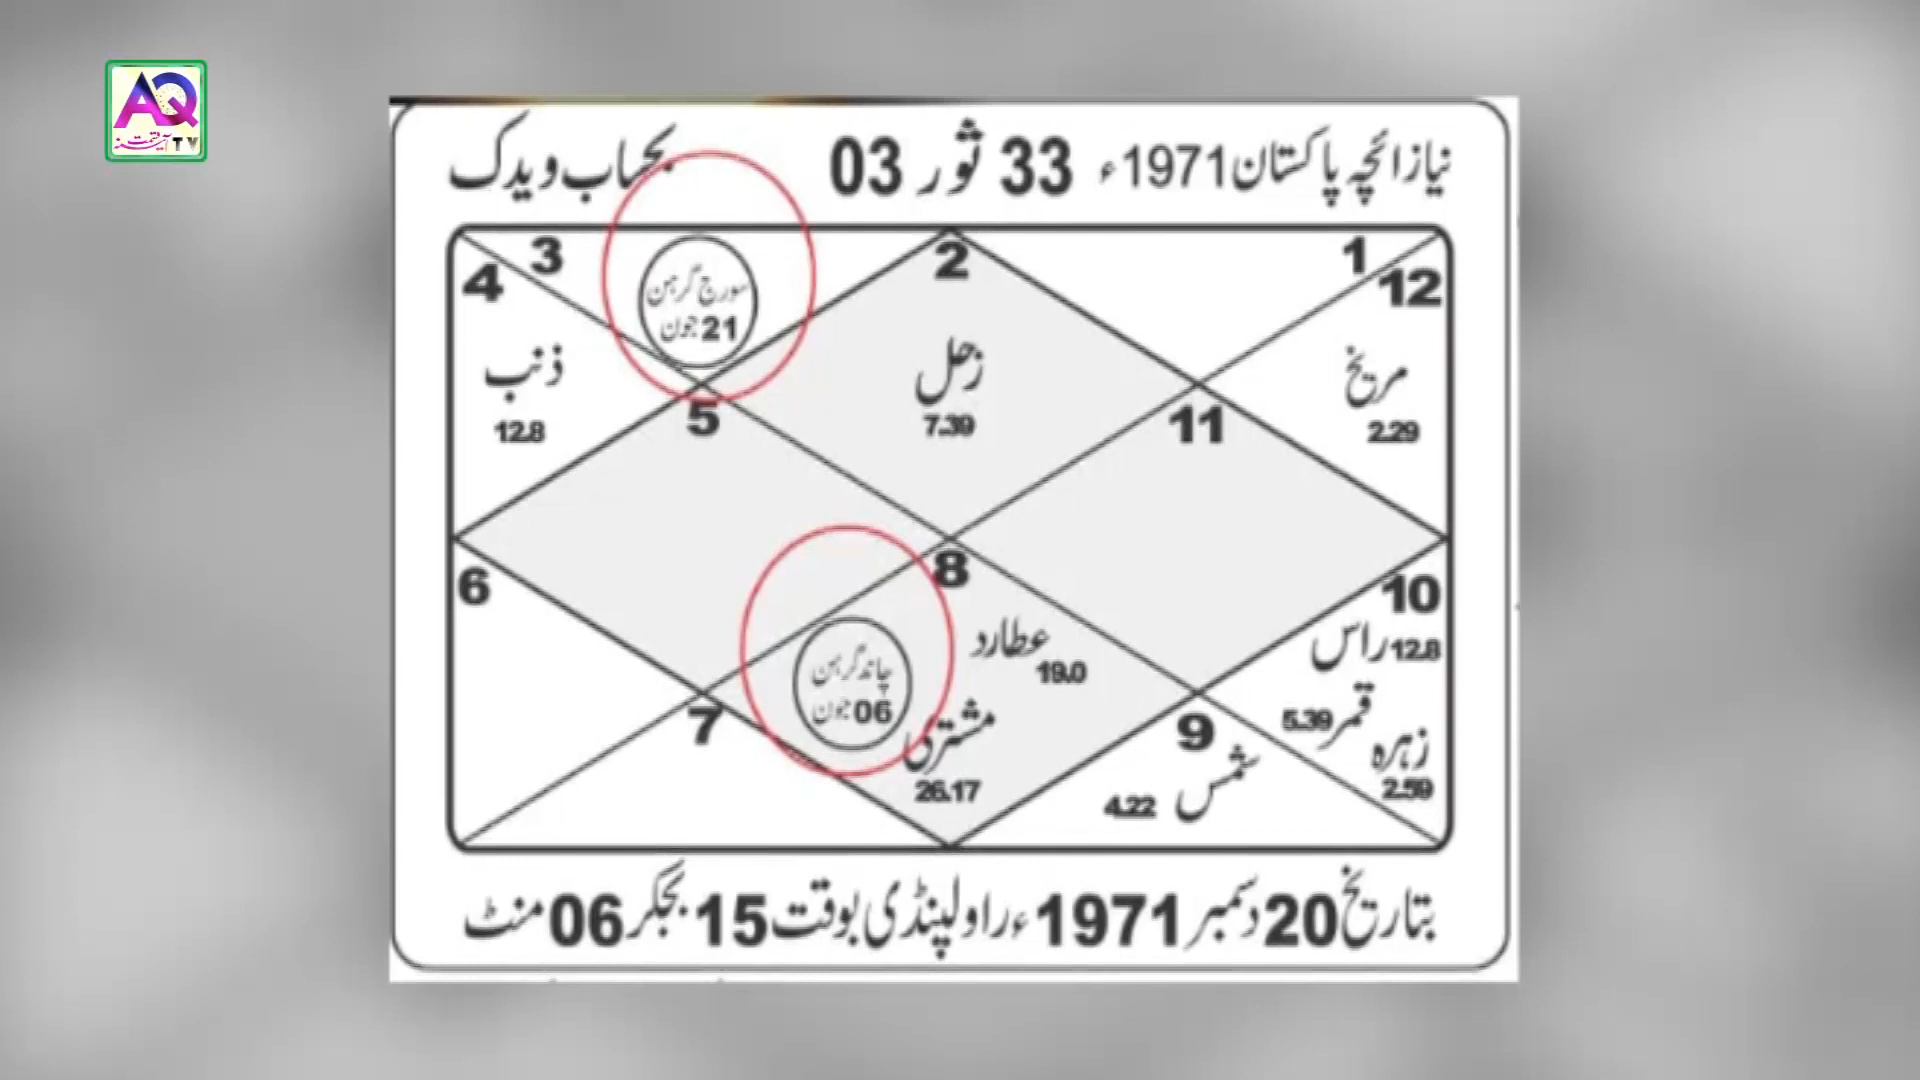 AQ
آئینہ قسمت TV
نیا زائچہ پاکستان 1971ء 33 ثور 03 بحساب ویدک
2
1
12
3
4
سورج گرہن
21 جون
زحل
7.39
مریخ
2.29
ذنب
12.8
5
11
8
6
10
راس 12.8
عطارد
19.0
چاند گرہن
06 جون
قمر 5.39
مشتری
26.17
7
9
زہرہ
2.59
شمس 4.22
بتاریخ 20 دسمبر 1971ء راولپنڈی بوقت 15 بجکر 06 منٹ